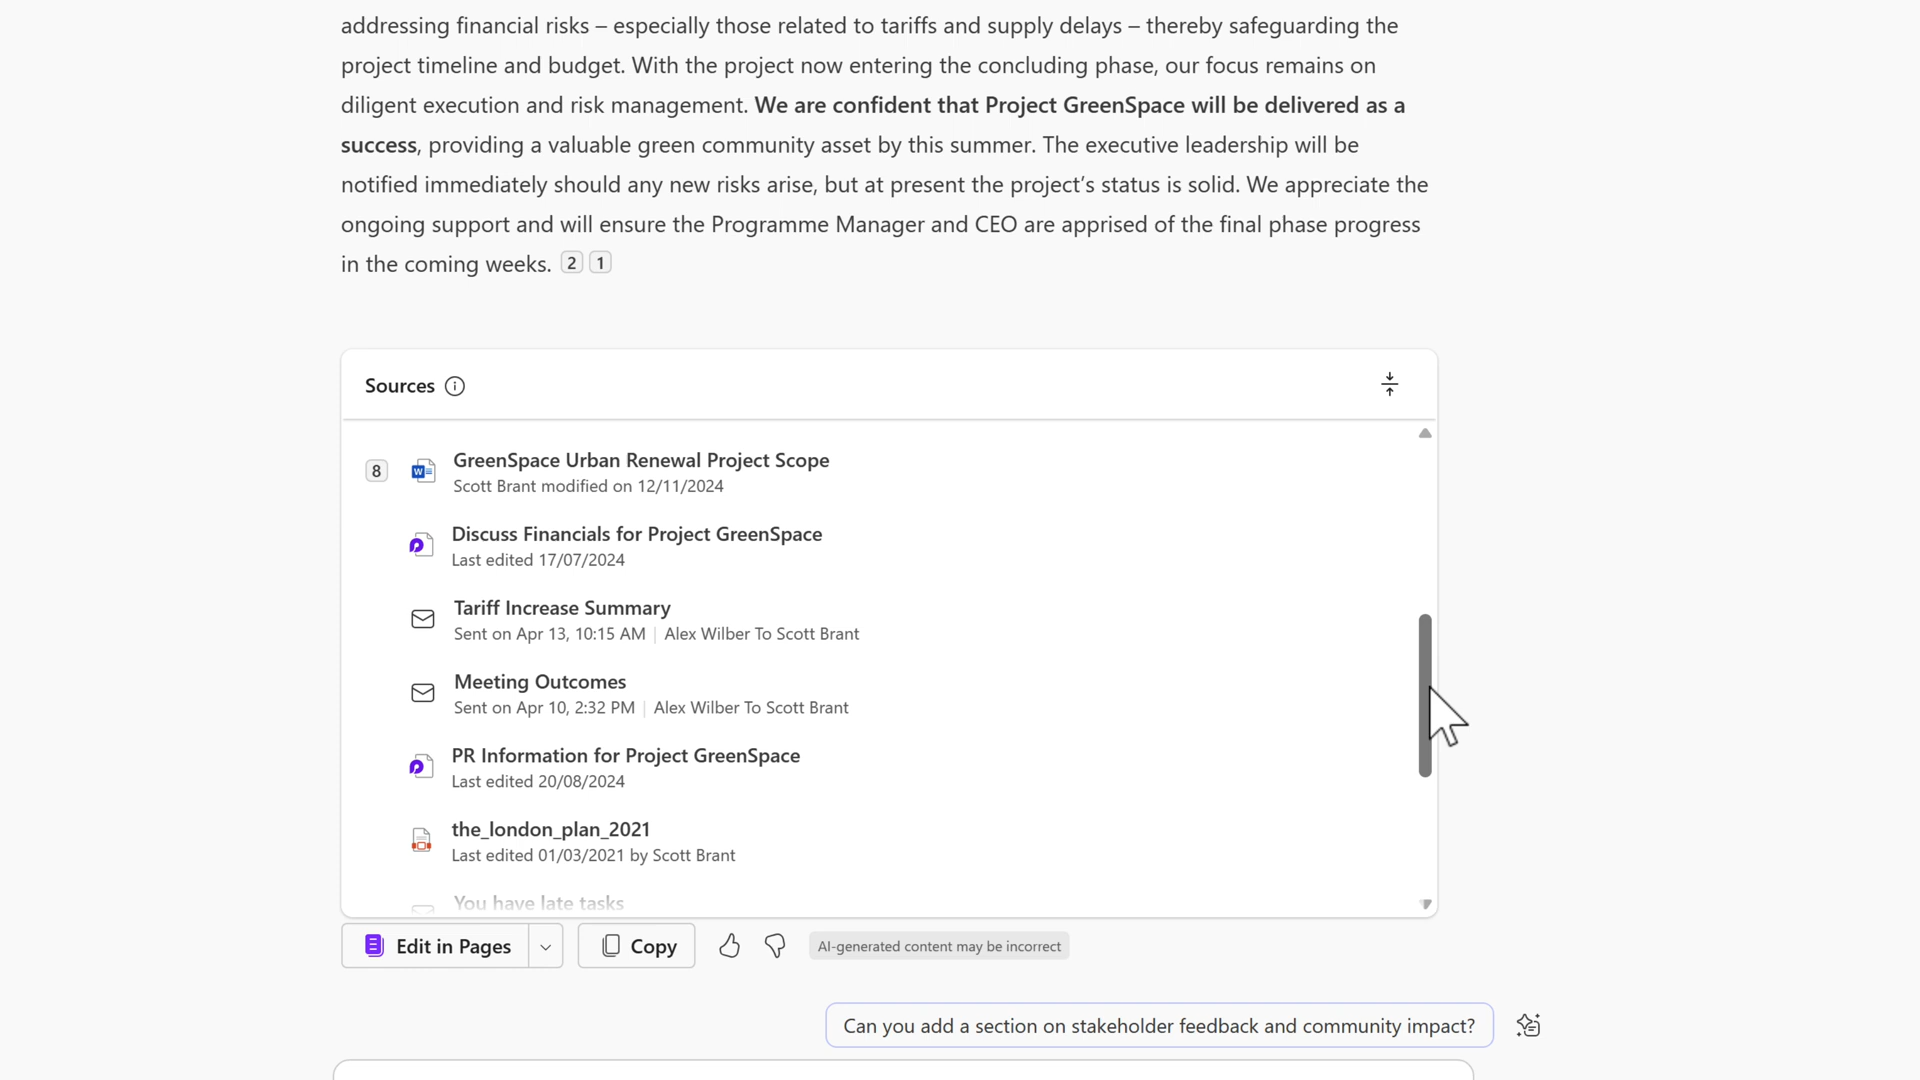 addressing financial risks – especially those related to tariffs and supply delays – thereby safeguarding the
project timeline and budget. With the project now entering the concluding phase, our focus remains on
diligent execution and risk management. We are confident that Project GreenSpace will be delivered as a
success, providing a valuable green community asset by this summer. The executive leadership will be
notified immediately should any new risks arise, but at present the project's status is solid. We appreciate the
ongoing support and will ensure the Programme Manager and CEO are apprised of the final phase progress
in the coming weeks. 2 1
Sources
8 GreenSpace Urban Renewal Project Scope
Scott Brant modified on 12/11/2024
Discuss Financials for Project GreenSpace
Last edited 17/07/2024
Tariff Increase Summary
Sent on Apr 13, 10:15 AM | Alex Wilber To Scott Brant
Meeting Outcomes
Sent on Apr 10, 2:32 PM | Alex Wilber To Scott Brant
PR Information for Project GreenSpace
Last edited 20/08/2024
the_london_plan_2021
Last edited 01/03/2021 by Scott Brant
You have late tasks
Edit in Pages Copy AI-generated content may be incorrect
Can you add a section on stakeholder feedback and community impact?